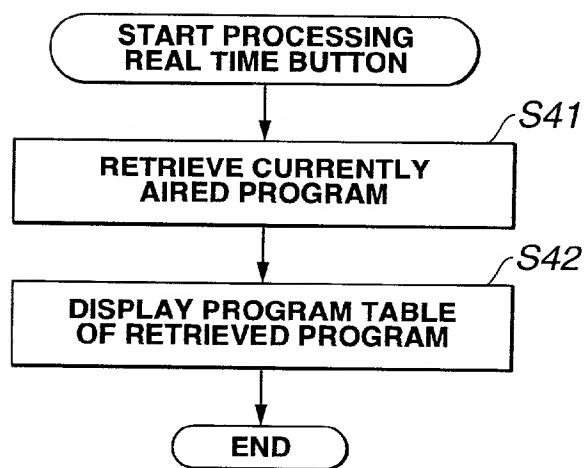 START PROCESSING
REAL TIME BUTTON
S41
RETRIEVE CURRENTLY
AIRED PROGRAM
S42
DISPLAY PROGRAM TABLE
OF RETRIEVED PROGRAM
END